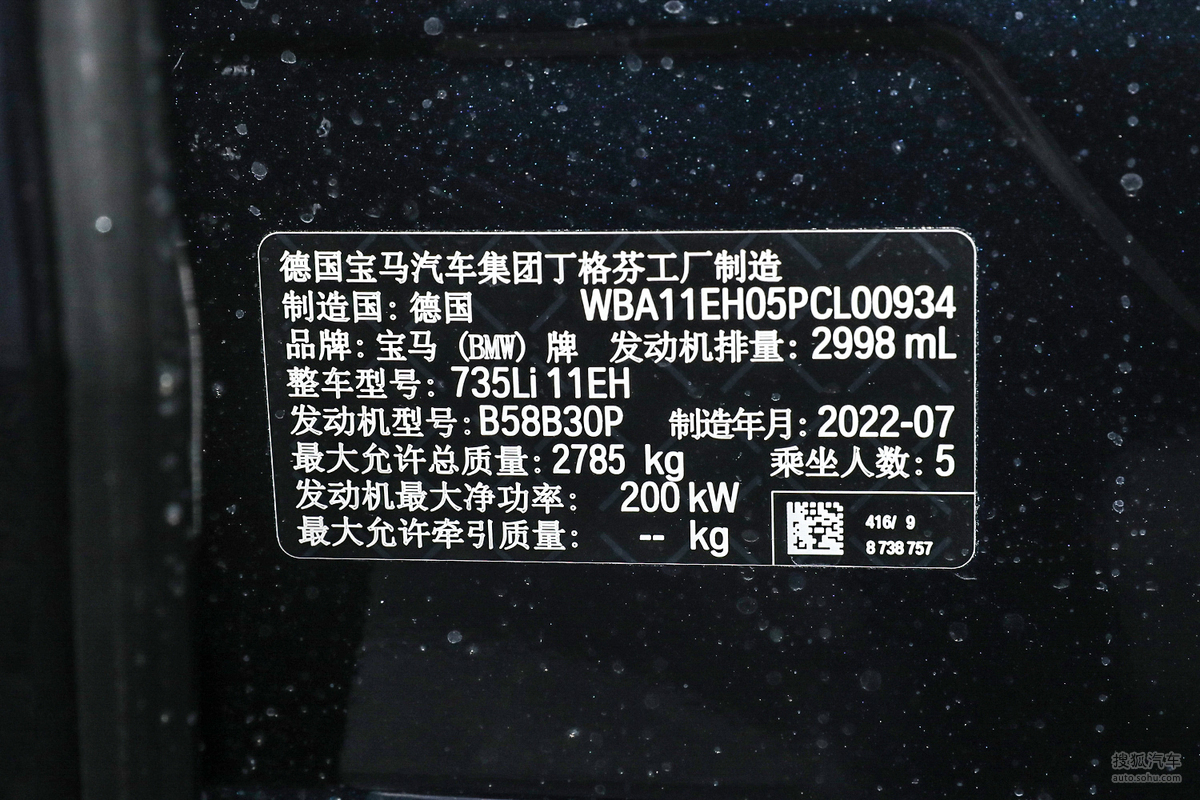 德国宝马汽车集团丁格芬工厂制造
制造国：德国 WBA11EH05PCL00934
品牌：宝马（BMW）牌 发动机排量：2998 mL
整车型号：735Li 11EH
发动机型号：B58B30P 制造年月：2022-07
最大允许总质量：2785 kg 乘坐人数：5
发动机最大净功率： 200 kW
最大允许牵引质量： -- kg
416/ 9
8 738 757
搜狐汽车
auto.sohu.com